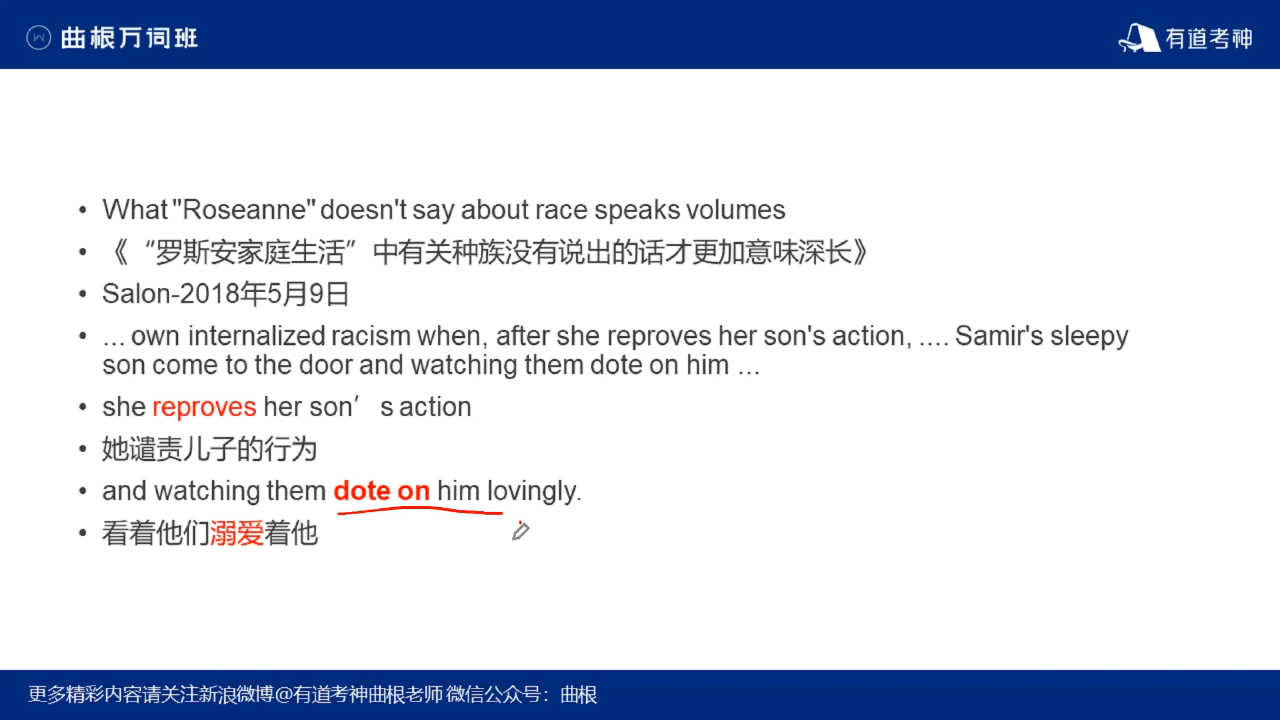 曲根万词班
有道考神
• What "Roseanne" doesn't say about race speaks volumes
• 《 “罗斯安家庭生活” 中有关种族没有说出的话才更加意味深长》
• Salon-2018年5月9日
• ... own internalized racism when, after she reproves her son's action, .... Samir's sleepy
son come to the door and watching them dote on him ...
• she reproves her son’ s action
• 她谴责儿子的行为
• and watching them dote on him lovingly.
• 看着他们溺爱着他
更多精彩内容请关注新浪微博@有道考神曲根老师 微信公众号：曲根